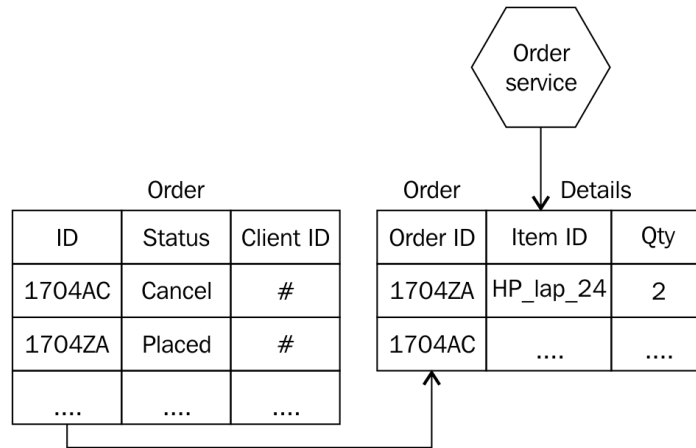 Order
service
Order
ID Status Client ID
1704AC Cancel #
1704ZA Placed #
.... .... ....
Order Details
Order ID Item ID Qty
1704ZA HP_lap_24 2
1704AC .... ....